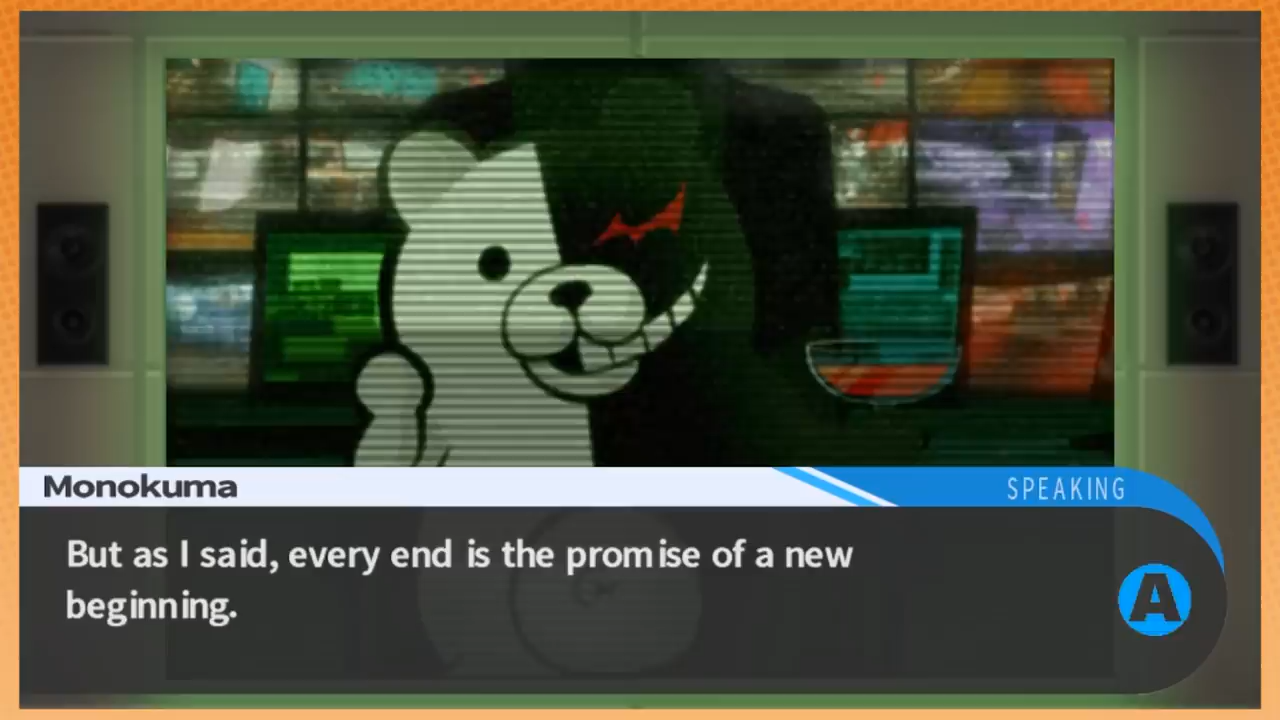 Monokuma
SPEAKING
But as I said, every end is the promise of a new
beginning.
A